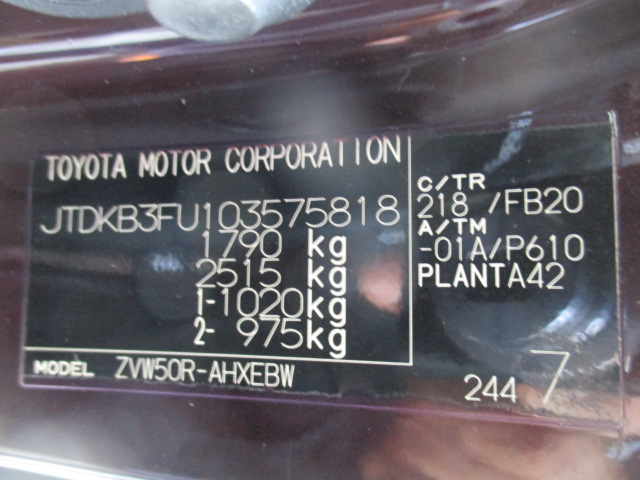 TOYOTA MOTOR CORPORATION
JTDKB3FU103575818
1790 kg
2515 kg
1-1020kg
2- 975kg
C/TR
218 /FB20
A/TM
-01A/P610
PLANTA42
MODEL ZVW50R-AHXEBW
244 7